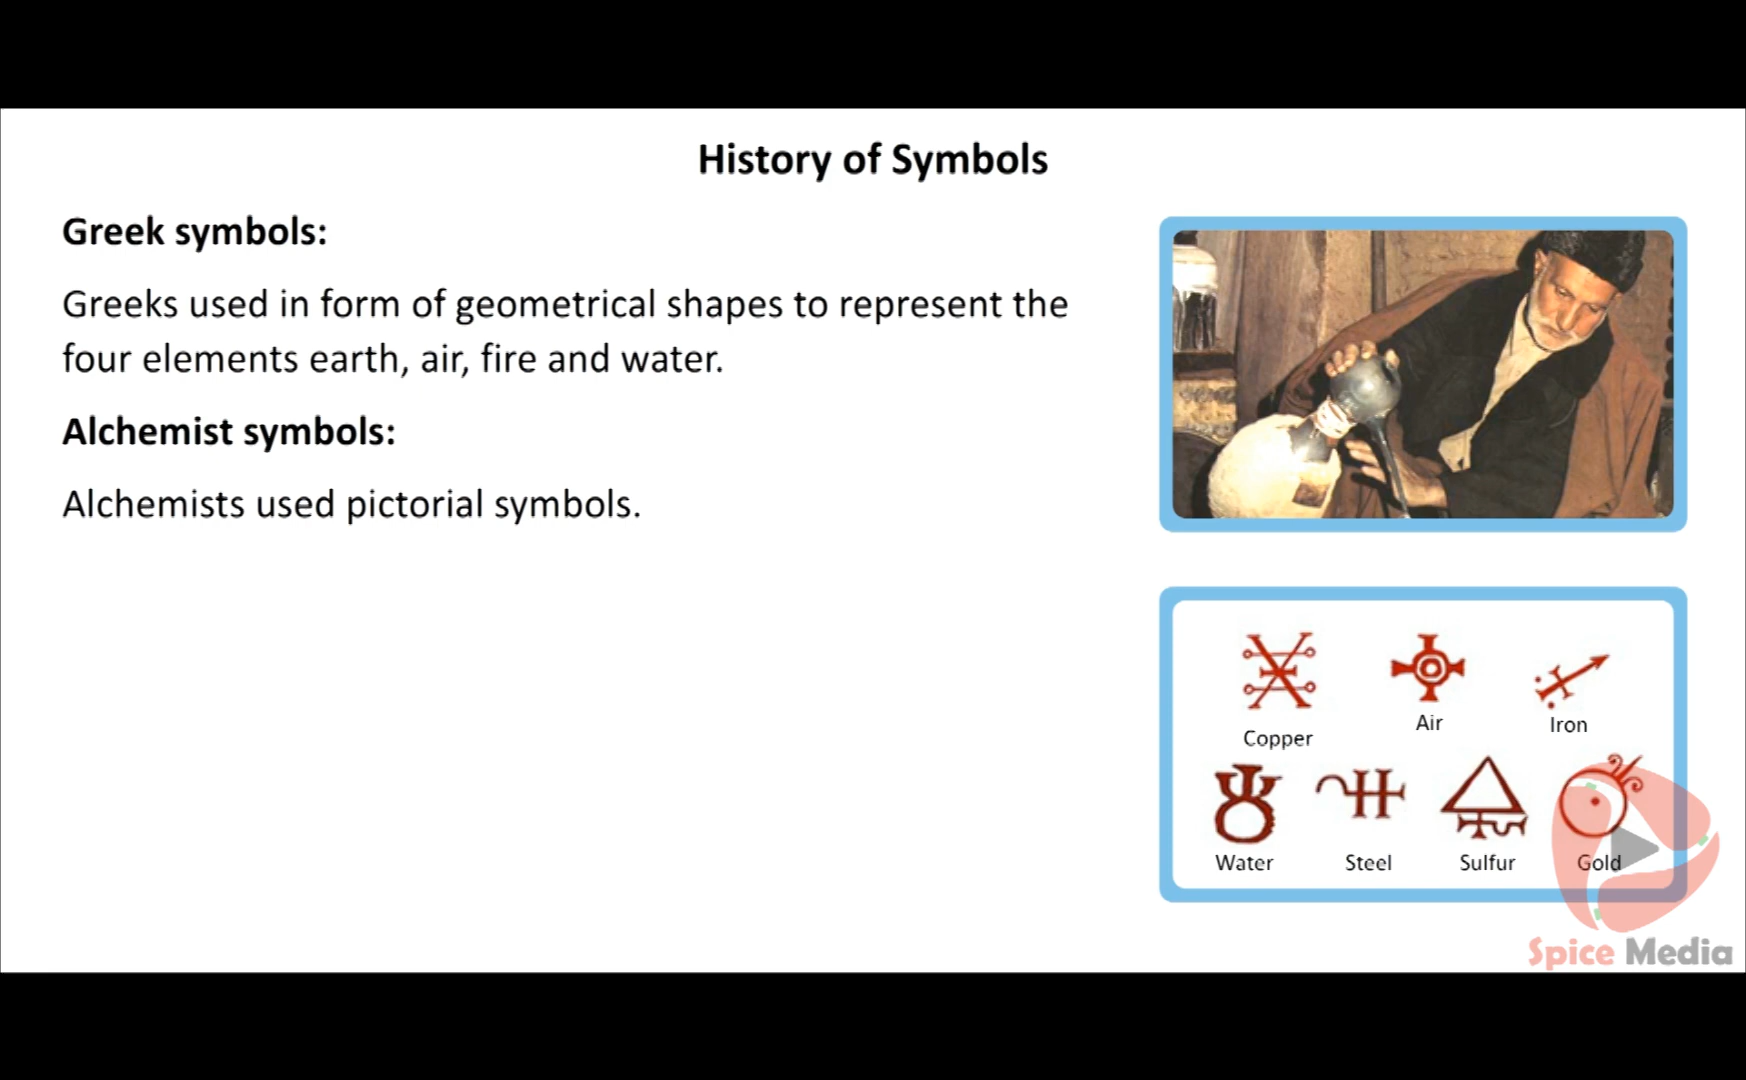 History of Symbols
Greek symbols:
Greeks used in form of geometrical shapes to represent the
four elements earth, air, fire and water.
Alchemist symbols:
Alchemists used pictorial symbols.
Copper
Air
Iron
Water
Steel
Sulfur
Gold
Spice Media